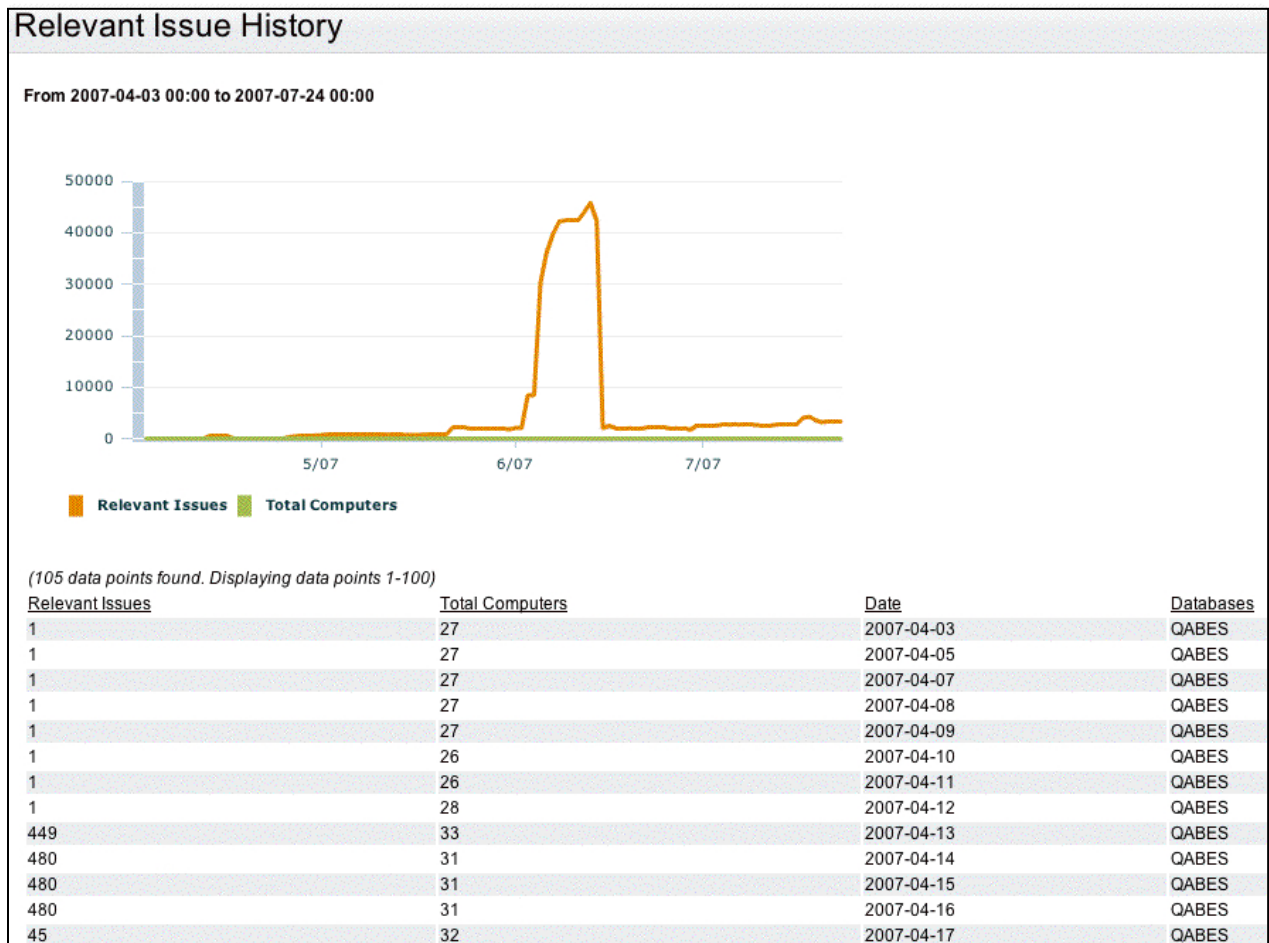 Relevant Issue History
From 2007-04-03 00:00 to 2007-07-24 00:00
50000
40000
30000
20000
10000
0
5/07 6/07 7/07
Relevant Issues Total Computers
(105 data points found. Displaying data points 1-100)
Relevant Issues Total Computers Date Databases
1 27 2007-04-03 QABES
1 27 2007-04-05 QABES
1 27 2007-04-07 QABES
1 27 2007-04-08 QABES
1 27 2007-04-09 QABES
1 26 2007-04-10 QABES
1 26 2007-04-11 QABES
1 28 2007-04-12 QABES
449 33 2007-04-13 QABES
480 31 2007-04-14 QABES
480 31 2007-04-15 QABES
480 31 2007-04-16 QABES
45 32 2007-04-17 QABES